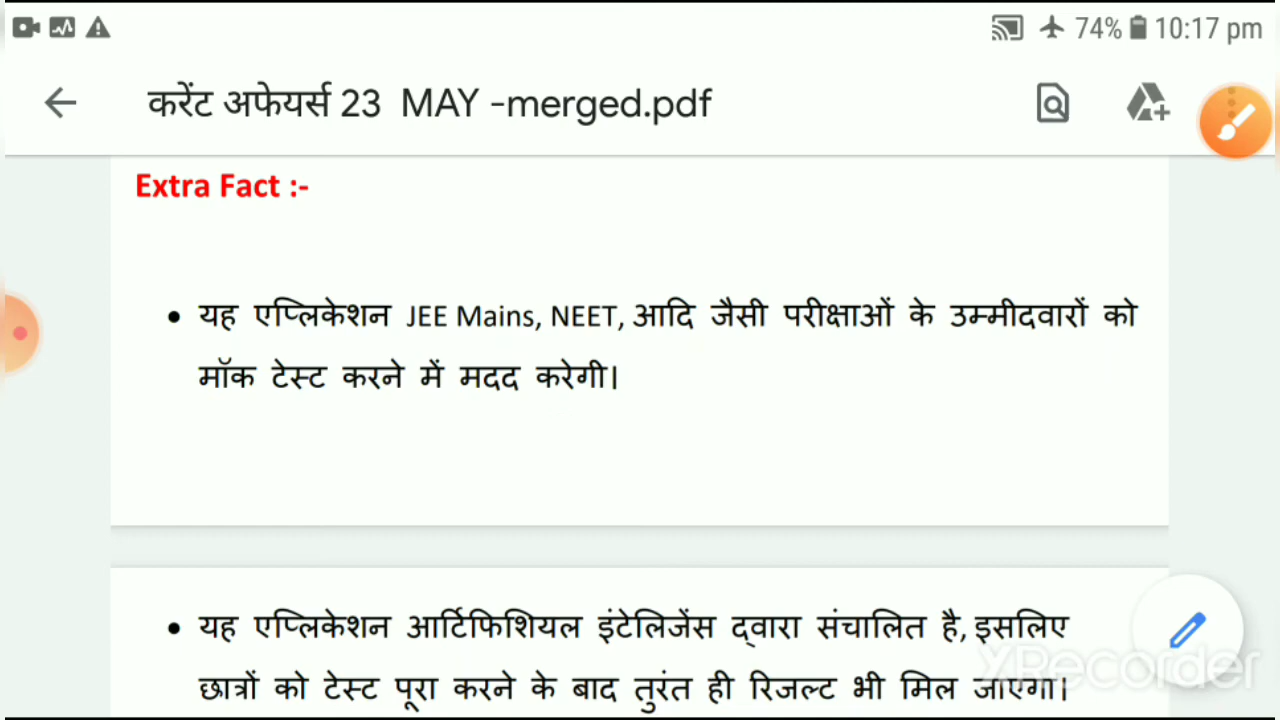 74% 10:17 pm
करेंट अफेयर्स 23 MAY -merged.pdf
Extra Fact :-
• यह एप्लिकेशन JEE Mains, NEET, आदि जैसी परीक्षाओं के उम्मीदवारों को
मॉक टेस्ट करने में मदद करेगी।
• यह एप्लिकेशन आर्टिफिशियल इंटेलिजेंस द्वारा संचालित है, इसलिए
छात्रों को टेस्ट पूरा करने के बाद तुरंत ही रिजल्ट भी मिल जाएगा।
XRecorder